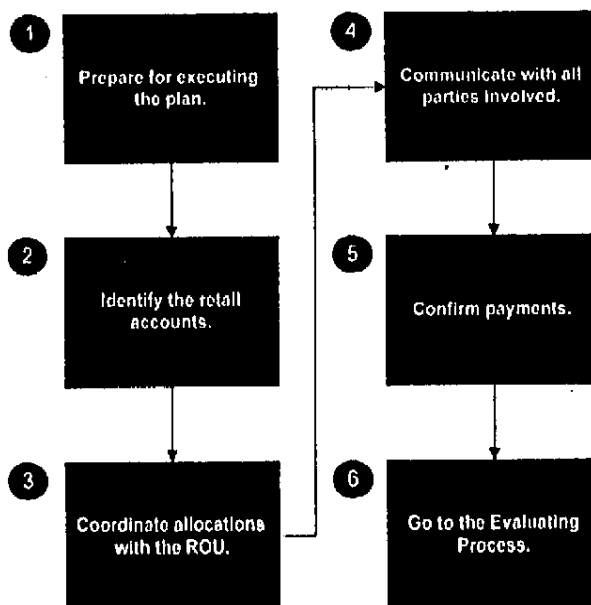 1
Prepare for executing
the plan.
2
Identify the retail
accounts.
3
Coordinate allocations
with the ROU.
4
Communicate with all
parties involved.
5
Confirm payments.
6
Go to the Evaluating
Process.